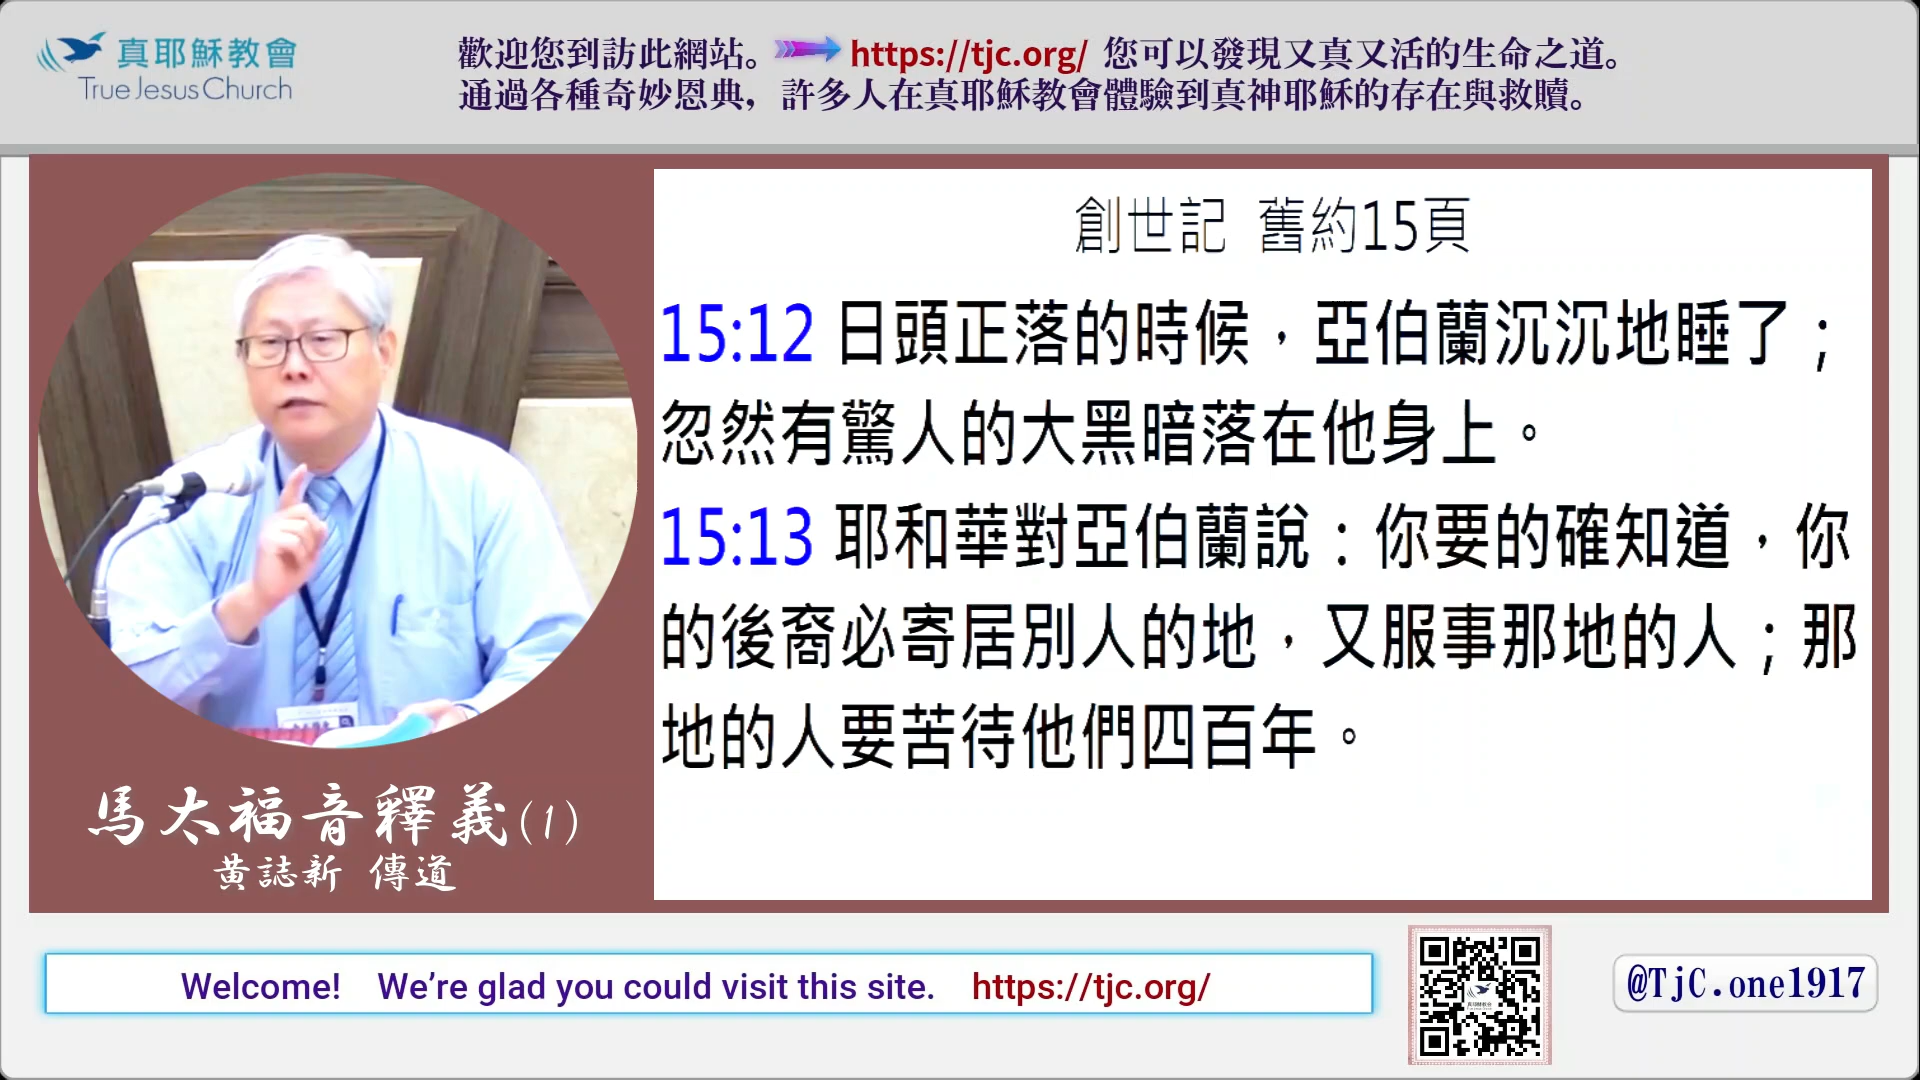 真耶穌教會
True Jesus Church
歡迎您到訪此網站。 https://tjc.org/ 您可以發現又真又活的生命之道。
通過各種奇妙恩典，許多人在真耶穌教會體驗到真神耶穌的存在與救贖。
創世記 舊約15頁
15:12 日頭正落的時候，亞伯蘭沉沉地睡了；
忽然有驚人的大黑暗落在他身上。
15:13 耶和華對亞伯蘭說：你要的確知道，你
的後裔必寄居別人的地，又服事那地的人；那
地的人要苦待他們四百年。
馬太福音釋義(1)
黃誌新 傳道
Welcome! We’re glad you could visit this site. https://tjc.org/
@TjC.one1917